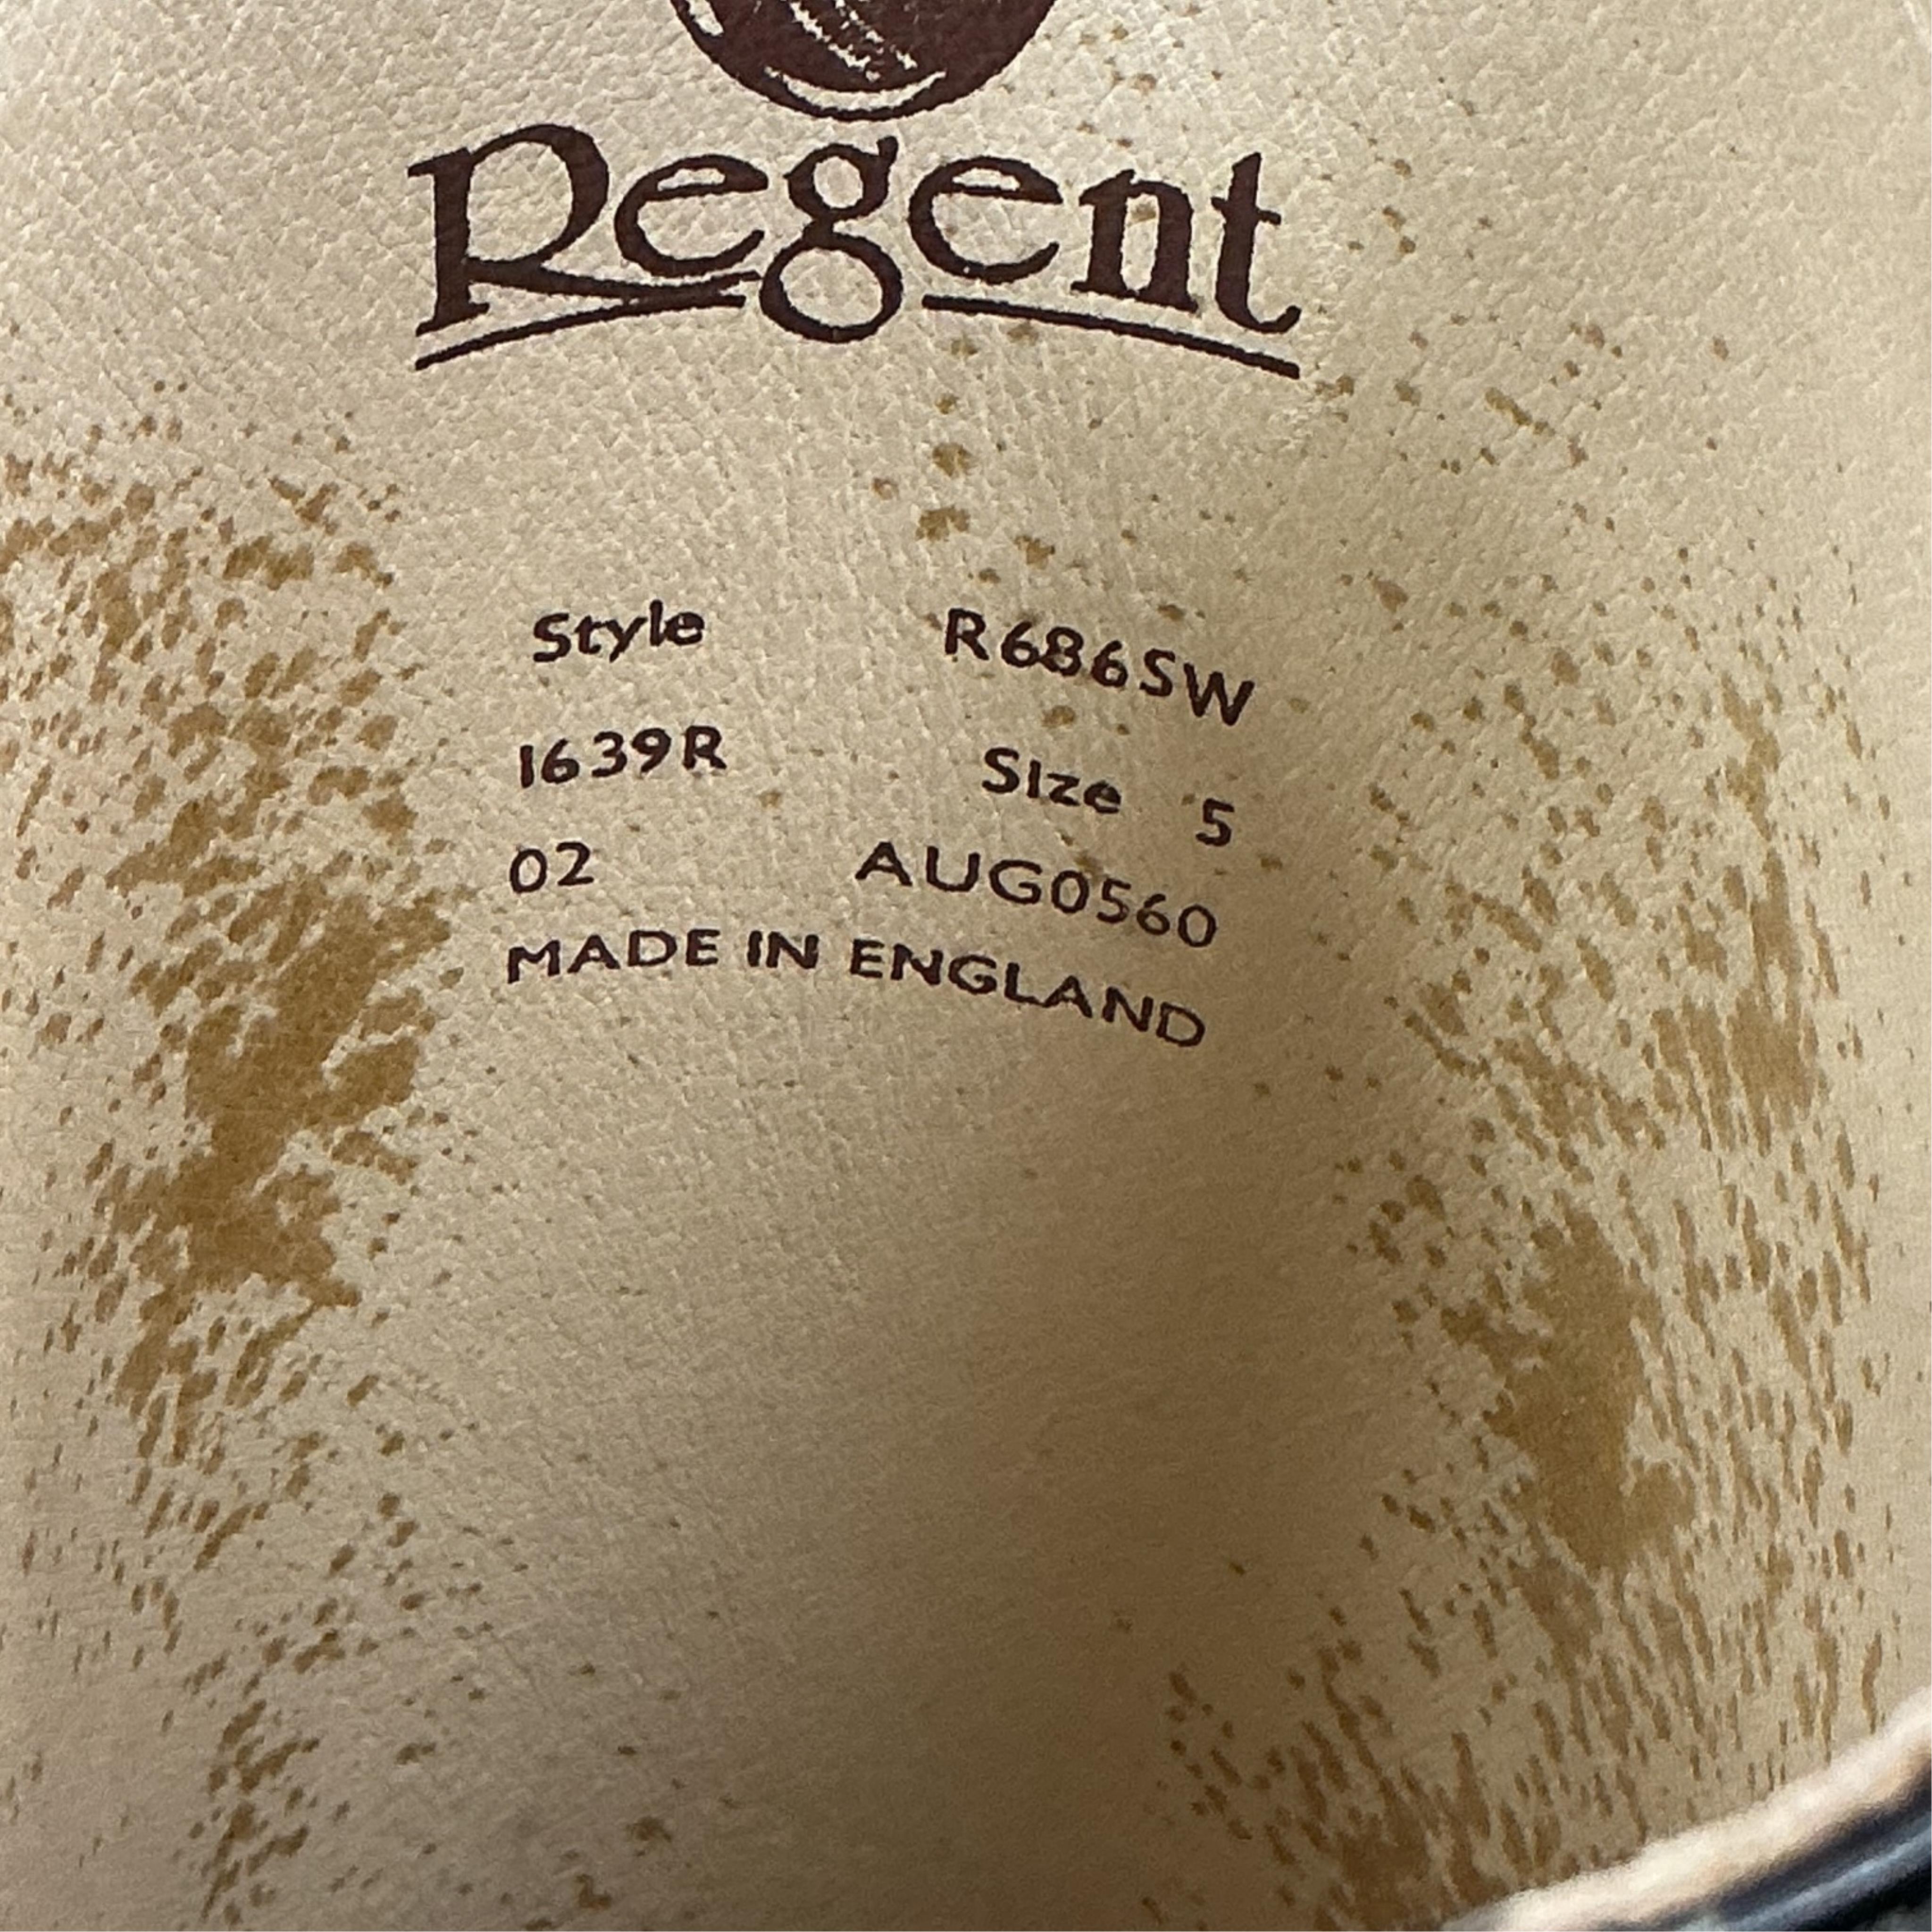 Regent
Style R686SW
1639R Size 5
02 AUG0560
MADE IN ENGLAND